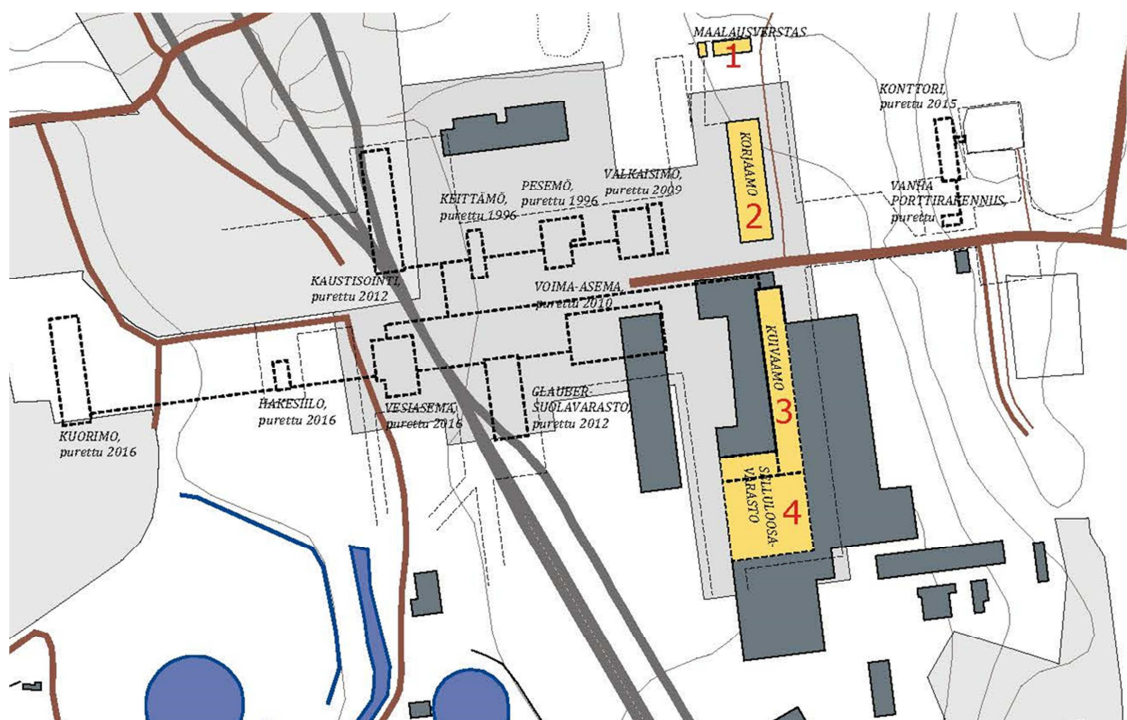 MAALAUSVERSTAS
1
KONTTORI,
purettu 2015
KORJAAMO
2
VALKAISIMO,
purettu 2009
PESEMÖ,
purettu 1996
KEITTÄMÖ,
purettu 1996
VANHA
PORTTIRAKENNUS,
purettu
KAUSTISOINTI,
purettu 2012
VOIMA-ASEMA,
purettu 2010
KUIVAAMO
3
HAKESIILO,
purettu 2016
VESIASEMA,
purettu 2016
GLAUBER-
SUOLAVARASTO,
purettu 2012
KUORIMO,
purettu 2016
SELLULOOSA-
VARASTO
4